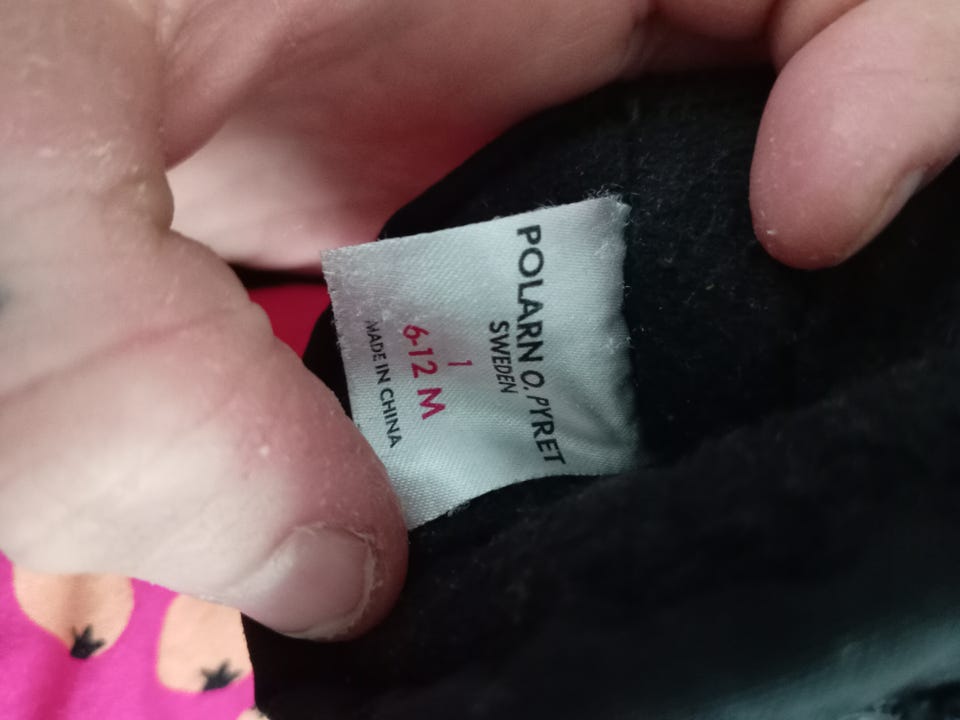 POLARN O. PYRET
SWEDEN
1
6-12 M
MADE IN CHINA